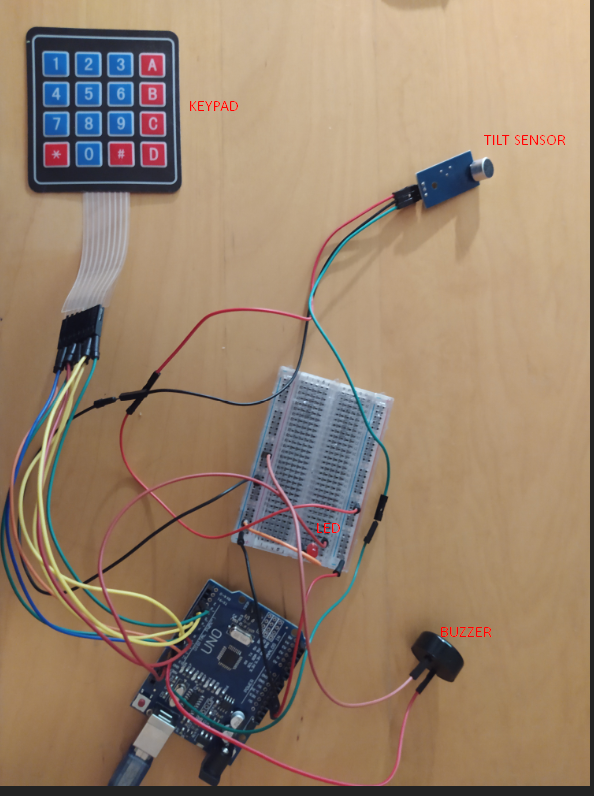 1 2 3 A
4 5 6 B
7 8 9 C
* 0 # D
KEYPAD
TILT SENSOR
LED
UNO
BUZZER